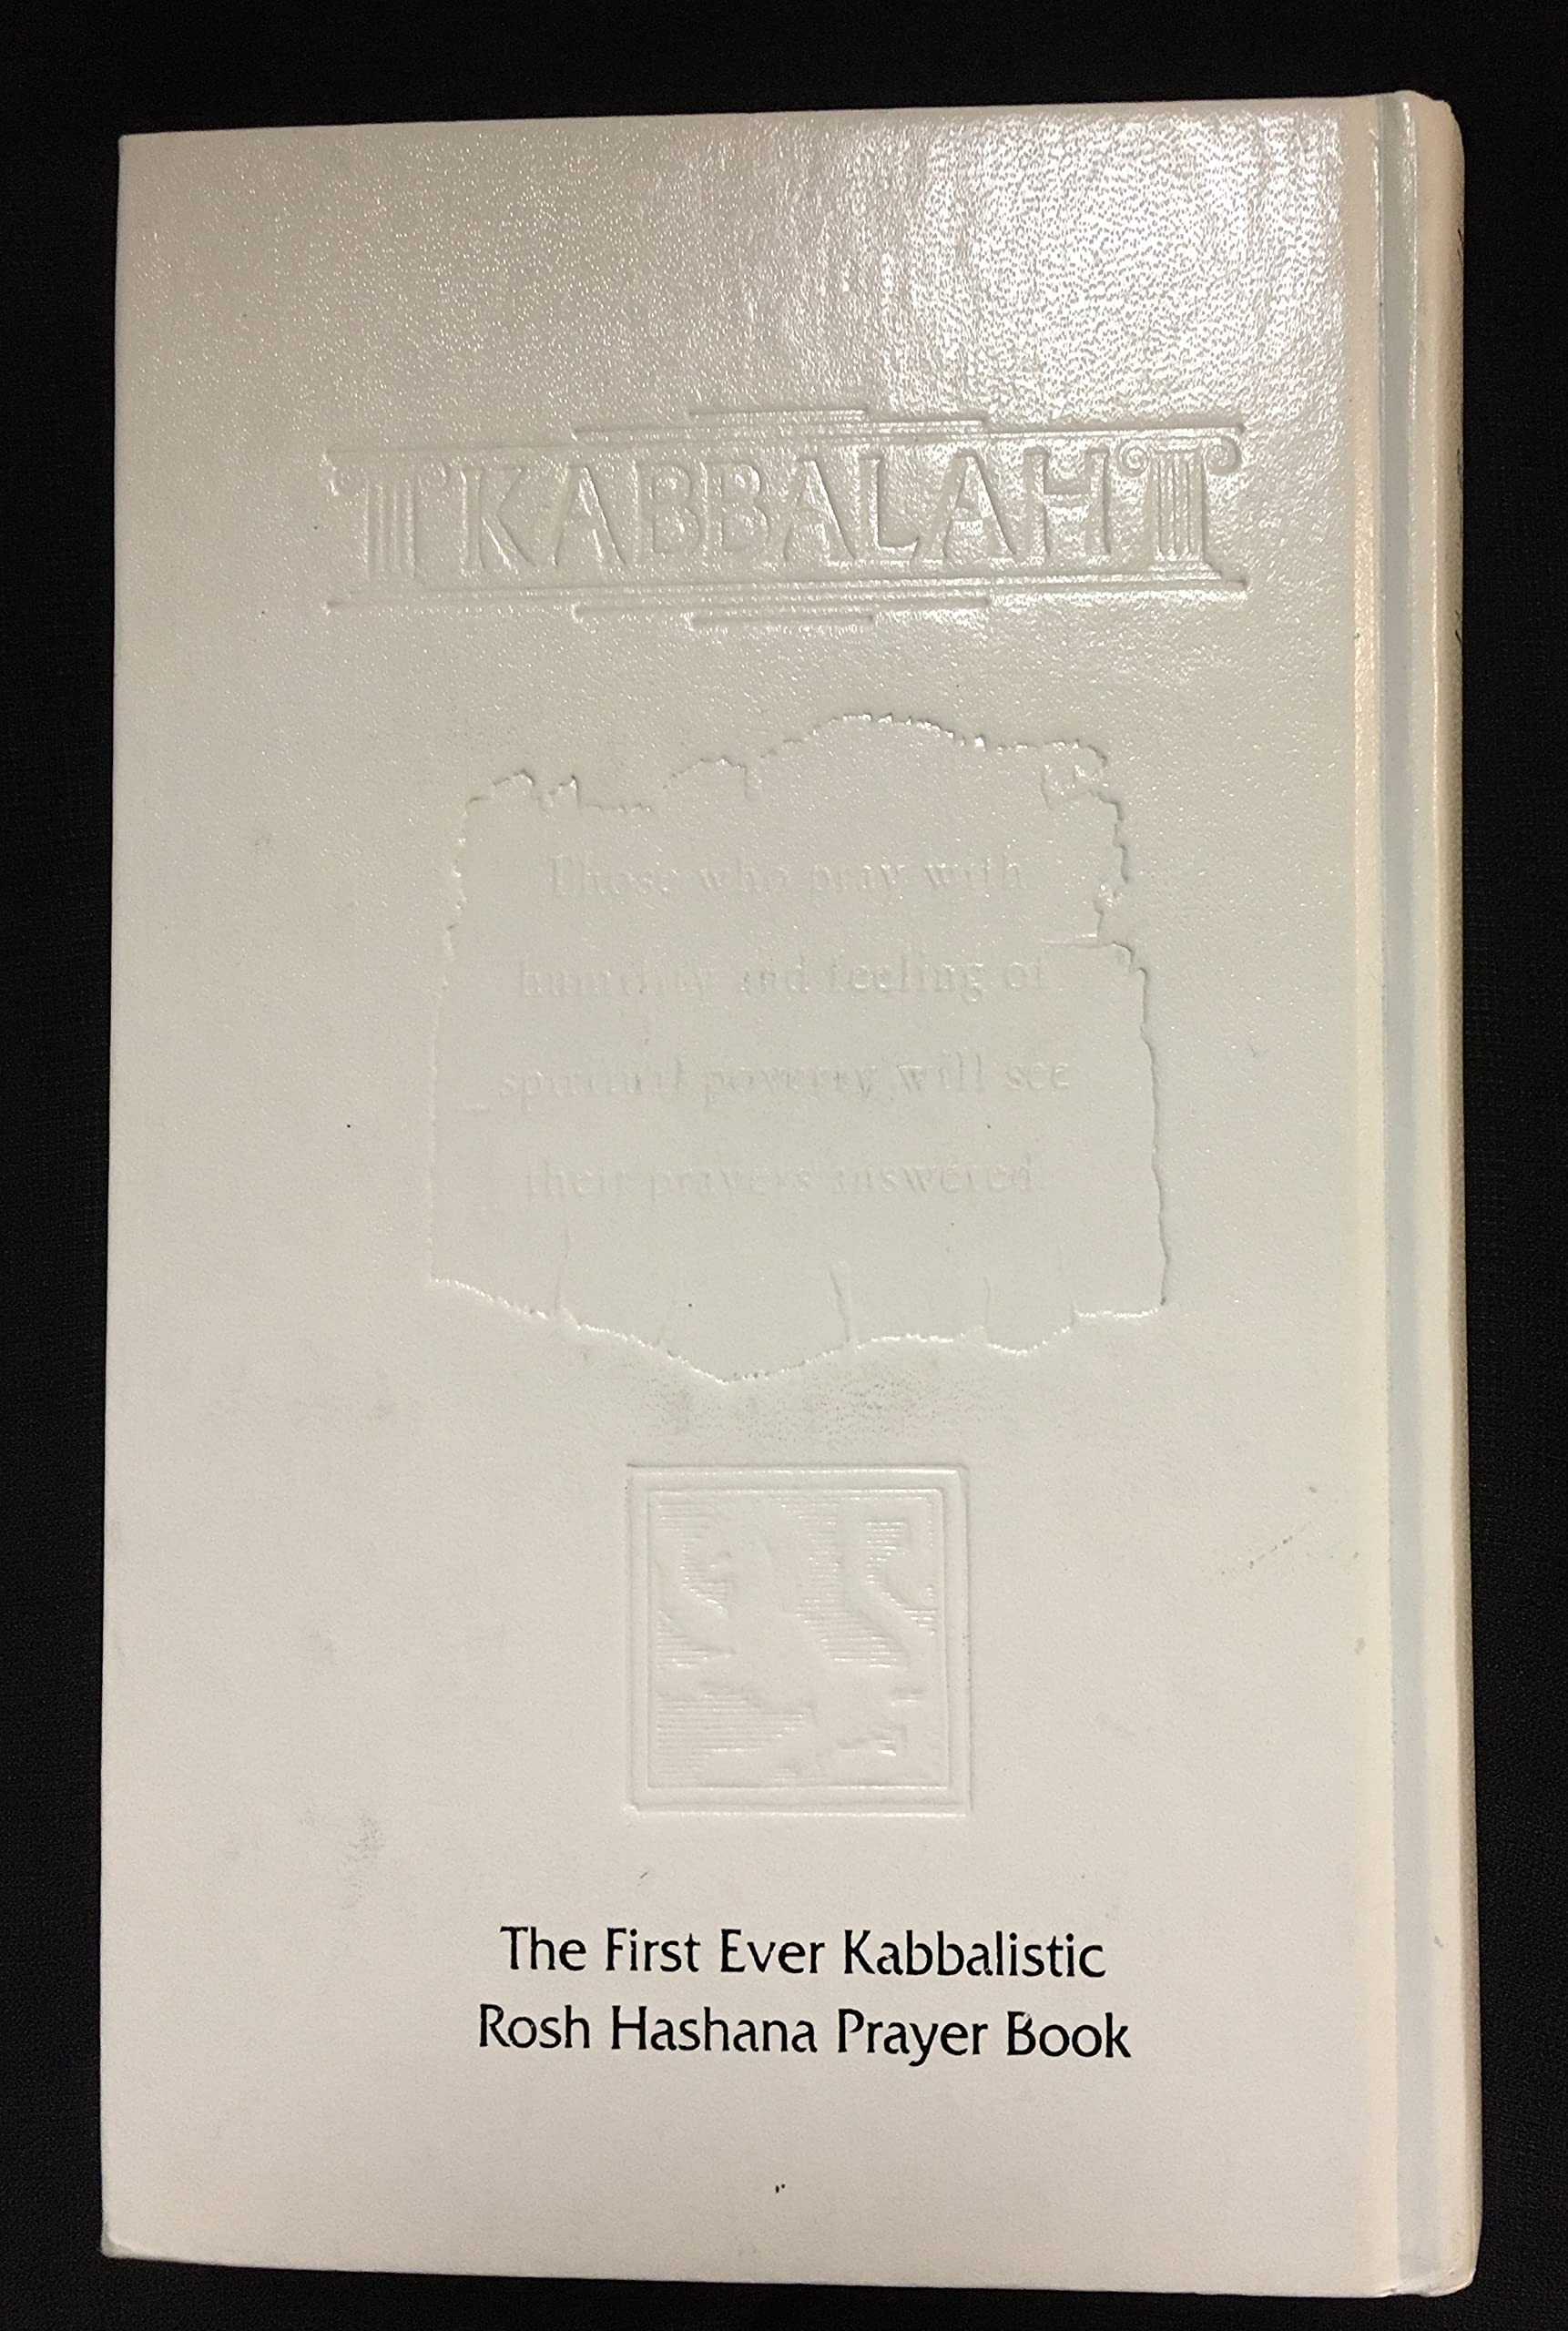 KABBALAH
Those who pray with
humility and feeling of
spiritual poverty will see
their prayers answered.
The First Ever Kabbalistic
Rosh Hashana Prayer Book